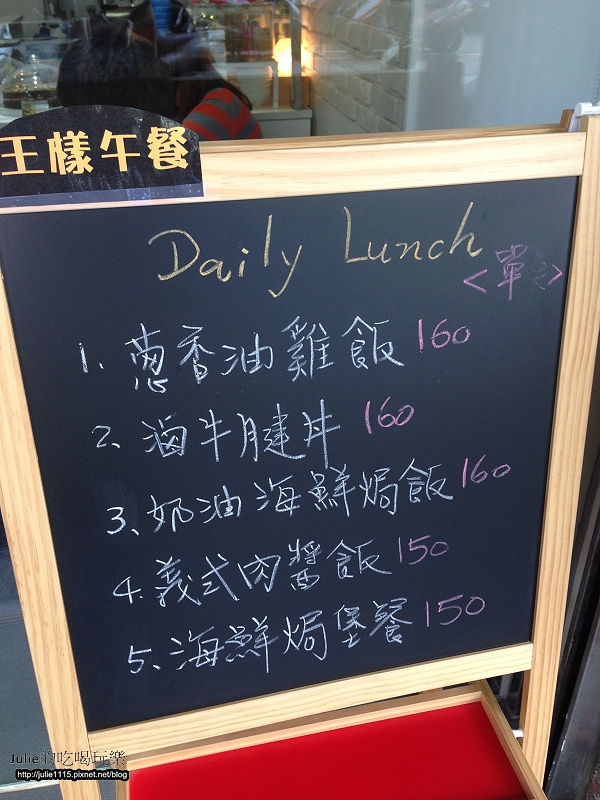 王樣午餐
Daily Lunch
<單
1. 蔥香油雞飯 160
2. 滷牛腱丼 160
3、奶油海鮮焗飯 160
4. 義式肉醬飯 150
5、海鮮焗堡餐 150
Julie的吃喝玩樂
http://julie1115.pixnet.net/blog